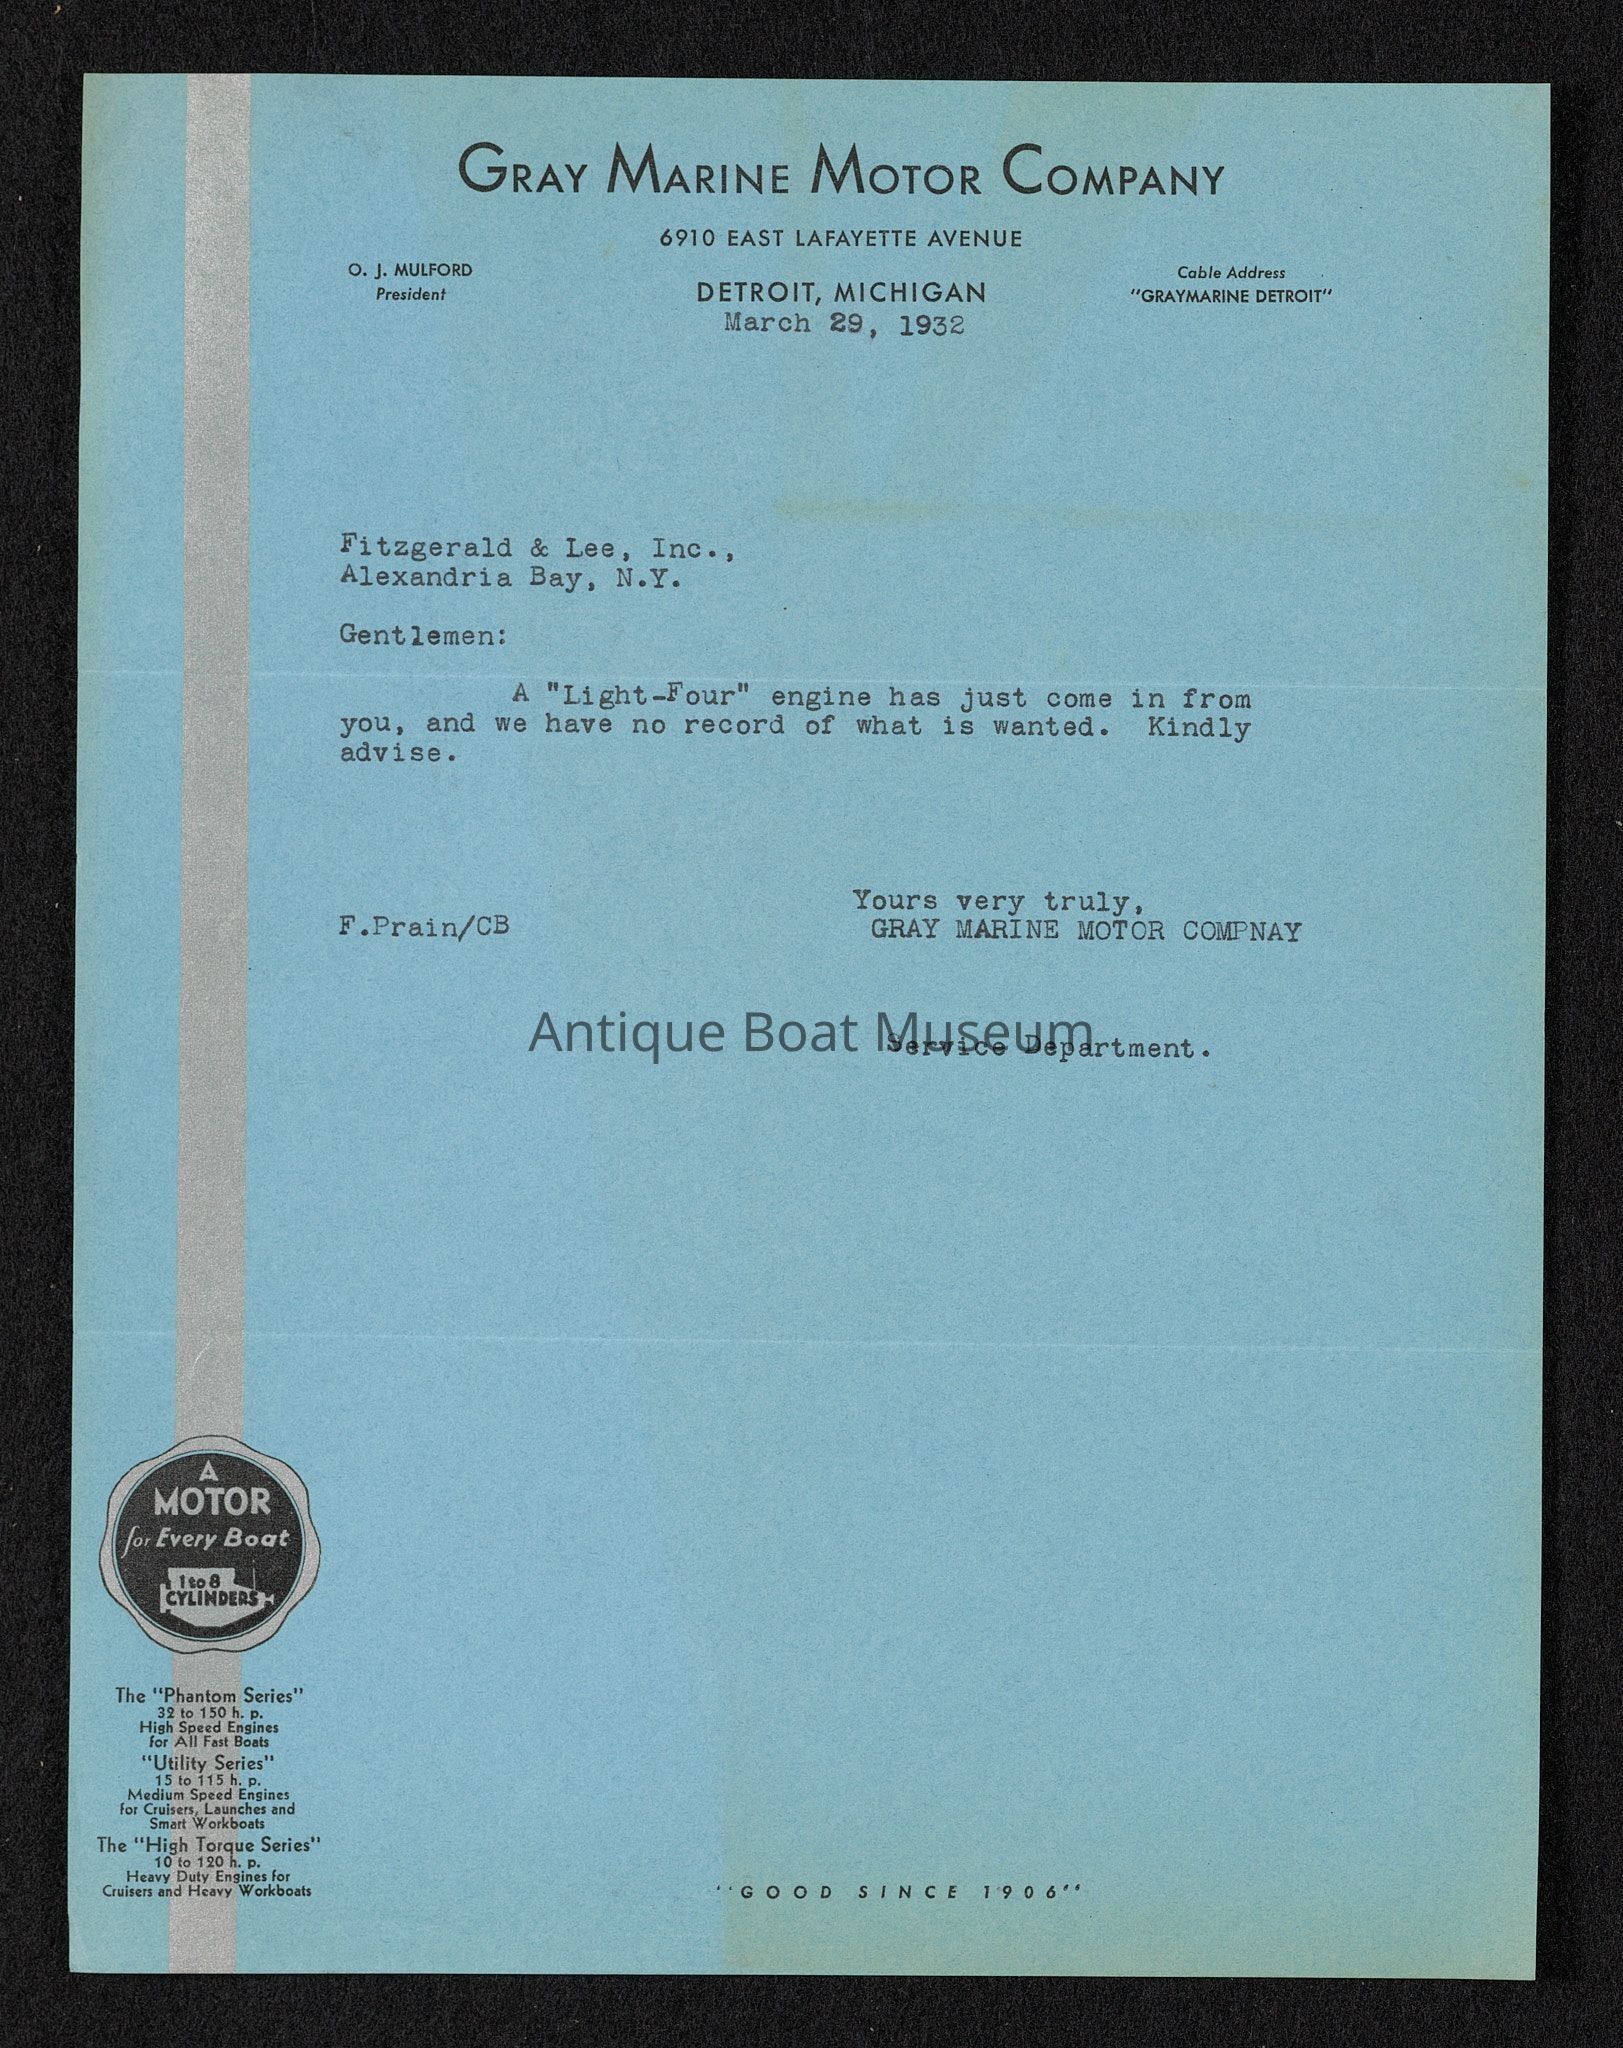 GRAY MARINE MOTOR COMPANY
6910 EAST LAFAYETTE AVENUE
O. J. MULFORD
President
DETROIT, MICHIGAN
Cable Address
"GRAYMARINE DETROIT"
March 29, 1932
Fitzgerald & Lee, Inc.,
Alexandria Bay, N.Y.
Gentlemen:
A "Light-Four" engine has just come in from
you, and we have no record of what is wanted. Kindly
advise.
Yours very truly,
F.Prain/CB
GRAY MARINE MOTOR COMPNAY
Antique Boat Museum
Service Department.
A
MOTOR
for Every Boat
1 to 8
CYLINDERS
The "Phantom Series"
32 to 150 h. p.
High Speed Engines
for All Fast Boats
"Utility Series"
15 to 115 h. p.
Medium Speed Engines
for Cruisers, Launches and
Smart Workboats
The "High Torque Series"
10 to 120 h. p.
Heavy Duty Engines for
Cruisers and Heavy Workboats
"GOOD SINCE 1906"